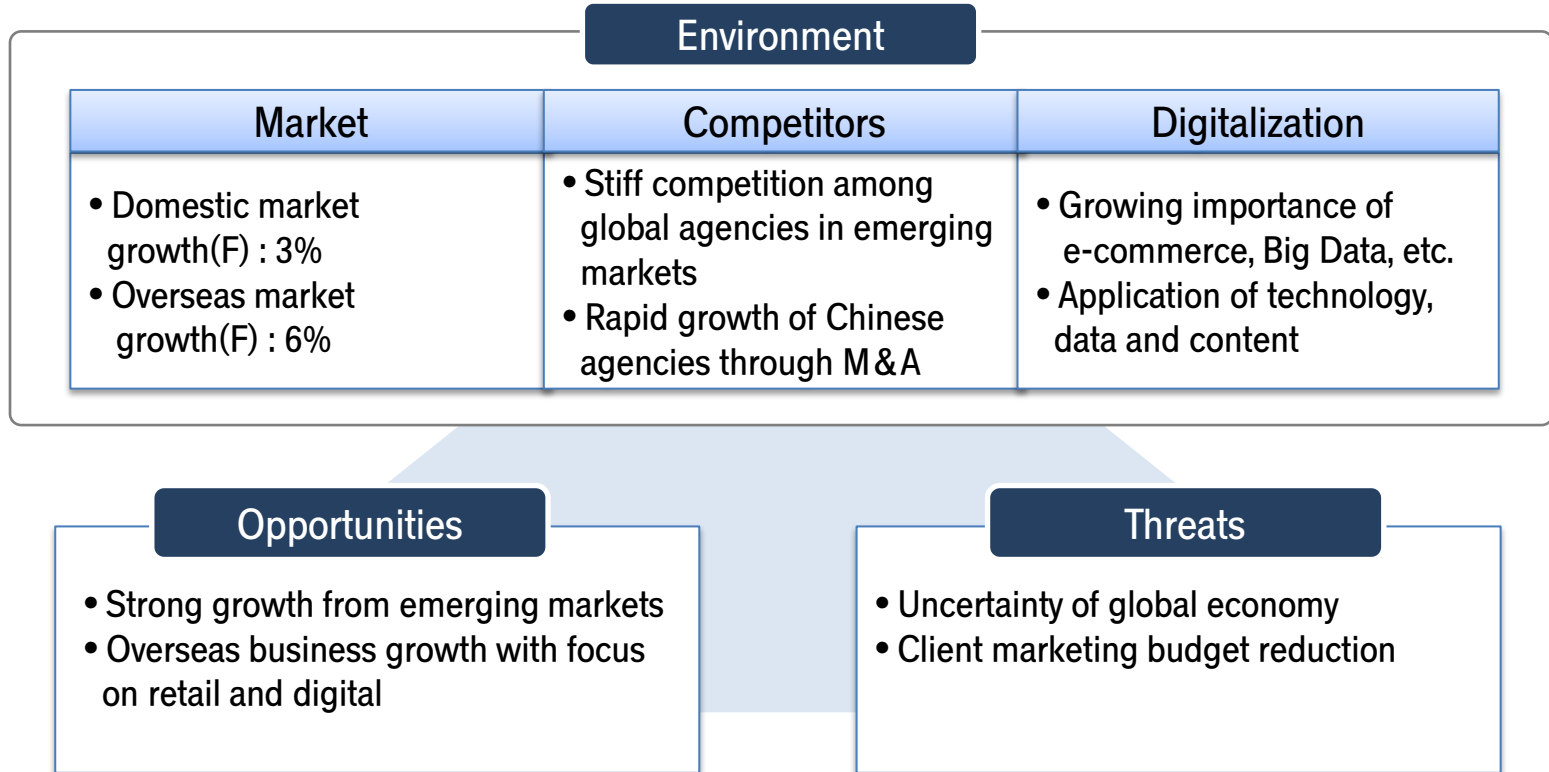 Environment
Market
Competitors
Digitalization
• Domestic market
growth(F) : 3%
• Overseas market
growth(F) : 6%
• Stiff competition among
global agencies in emerging
markets
• Rapid growth of Chinese
agencies through M&A
• Growing importance of
e-commerce, Big Data, etc.
• Application of technology,
data and content
Opportunities
• Strong growth from emerging markets
• Overseas business growth with focus
on retail and digital
Threats
• Uncertainty of global economy
• Client marketing budget reduction